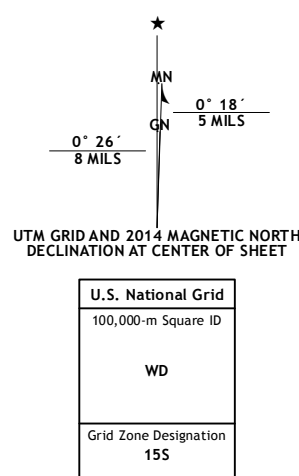 ★
MN
0° 18´
5 MILS
GN
0° 26´
8 MILS
UTM GRID AND 2014 MAGNETIC NORTH
DECLINATION AT CENTER OF SHEET
U.S. National Grid
100,000-m Square ID
WD
Grid Zone Designation
15S